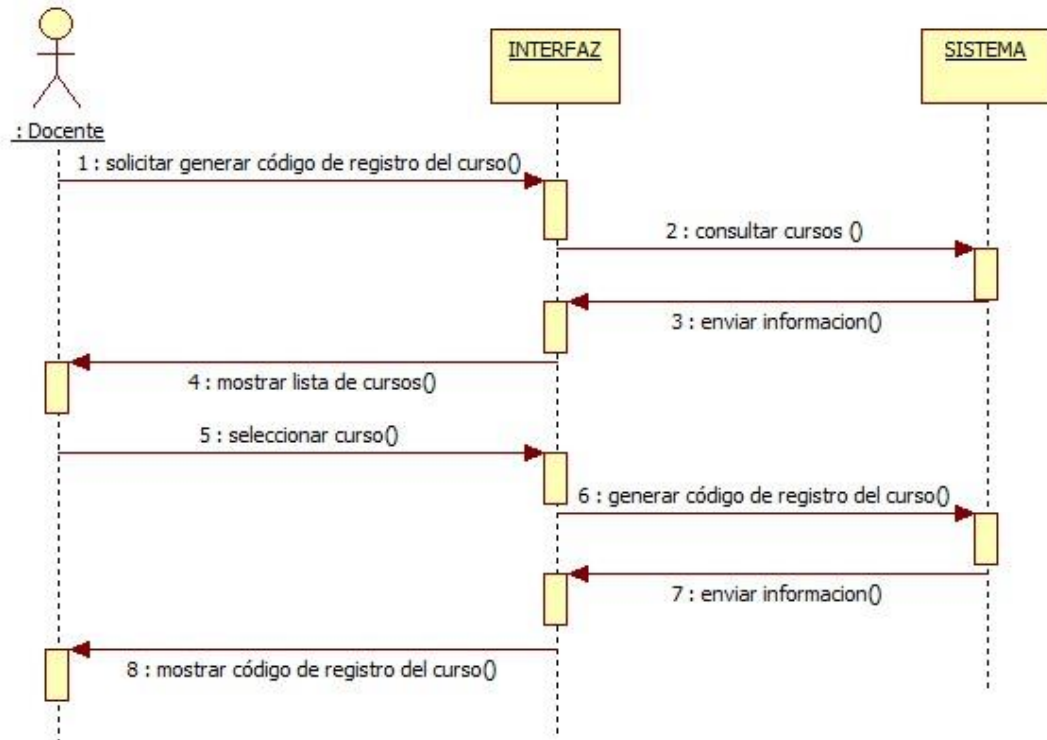 INTERFAZ
SISTEMA
: Docente
1 : solicitar generar código de registro del curso()
2 : consultar cursos ()
3 : enviar informacion()
4 : mostrar lista de cursos()
5 : seleccionar curso()
6 : generar código de registro del curso()
7 : enviar informacion()
8 : mostrar código de registro del curso()